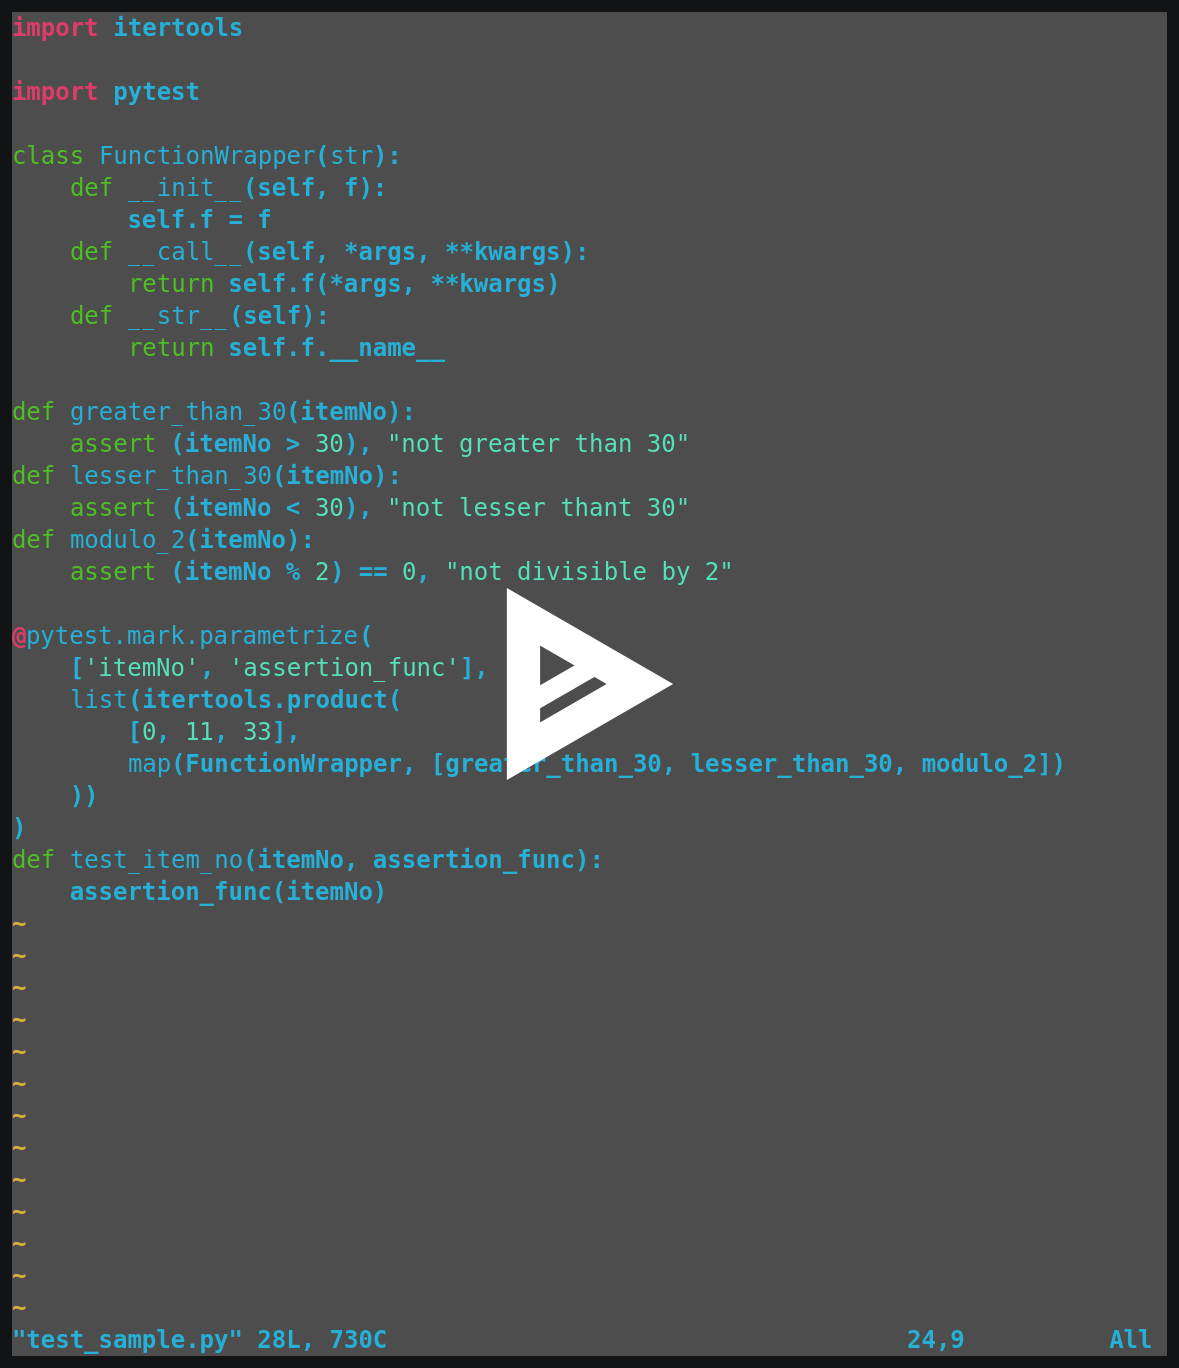 import itertools
import pytest
class FunctionWrapper(str):
    def __init__(self, f):
        self.f = f
    def __call__(self, *args, **kwargs):
        return self.f(*args, **kwargs)
    def __str__(self):
        return self.f.__name__
def greater_than_30(itemNo):
    assert (itemNo > 30), "not greater than 30"
def lesser_than_30(itemNo):
    assert (itemNo < 30), "not lesser thant 30"
def modulo_2(itemNo):
    assert (itemNo % 2) == 0, "not divisible by 2"
@pytest.mark.parametrize(
    ['itemNo', 'assertion_func'],
    list(itertools.product(
        [0, 11, 33],
        map(FunctionWrapper, [greater_than_30, lesser_than_30, modulo_2])
    ))
)
def test_item_no(itemNo, assertion_func):
    assertion_func(itemNo)
~
~
~
~
~
~
~
~
~
~
~
~
~
"test_sample.py" 28L, 730C 24,9 All